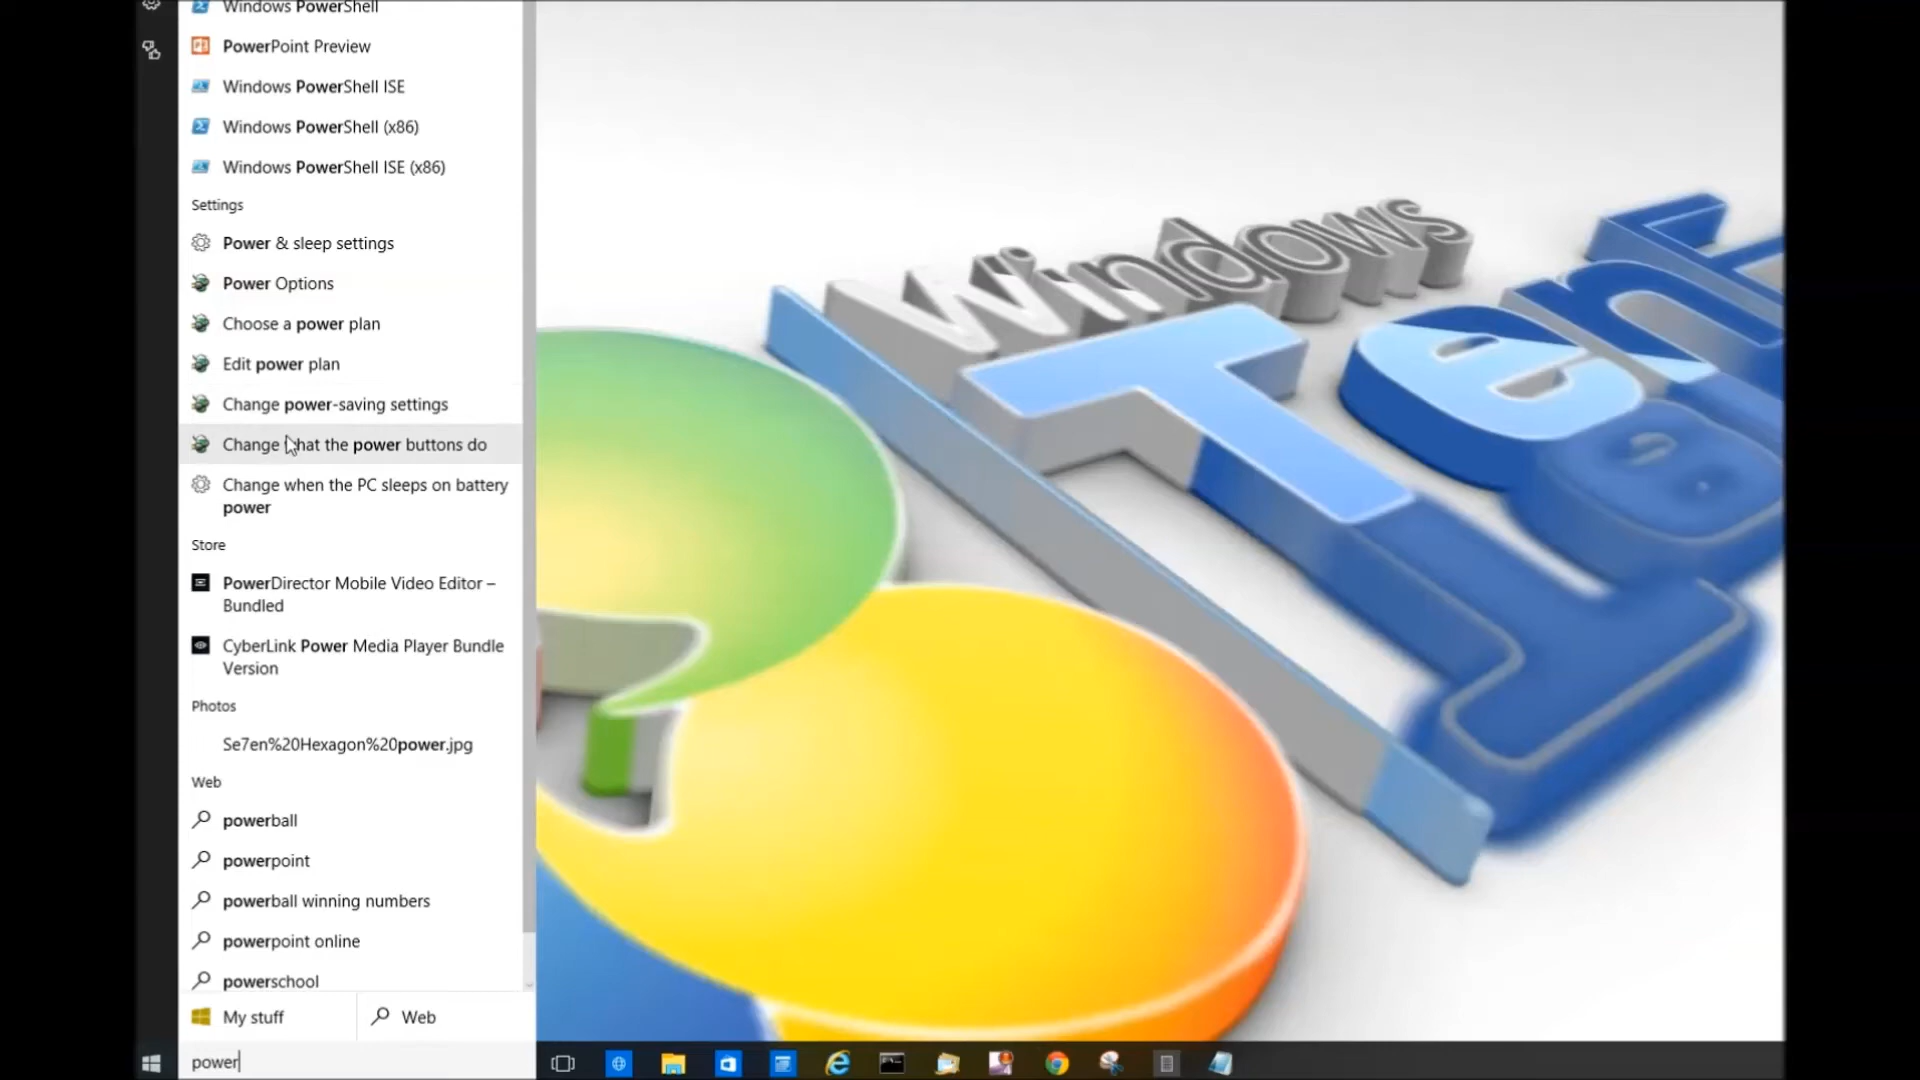 Windows PowerShell
PowerPoint Preview
Windows PowerShell ISE
Windows PowerShell (x86)
Windows PowerShell ISE (x86)
Settings
Power & sleep settings
Power Options
Choose a power plan
Edit power plan
Change power-saving settings
Change what the power buttons do
Change when the PC sleeps on battery
power
Store
PowerDirector Mobile Video Editor –
Bundled
CyberLink Power Media Player Bundle
Version
Photos
Se7en%20Hexagon%20power.jpg
Web
powerball
powerpoint
powerball winning numbers
powerpoint online
powerschool
My stuff
Web
power
Windows
Ten